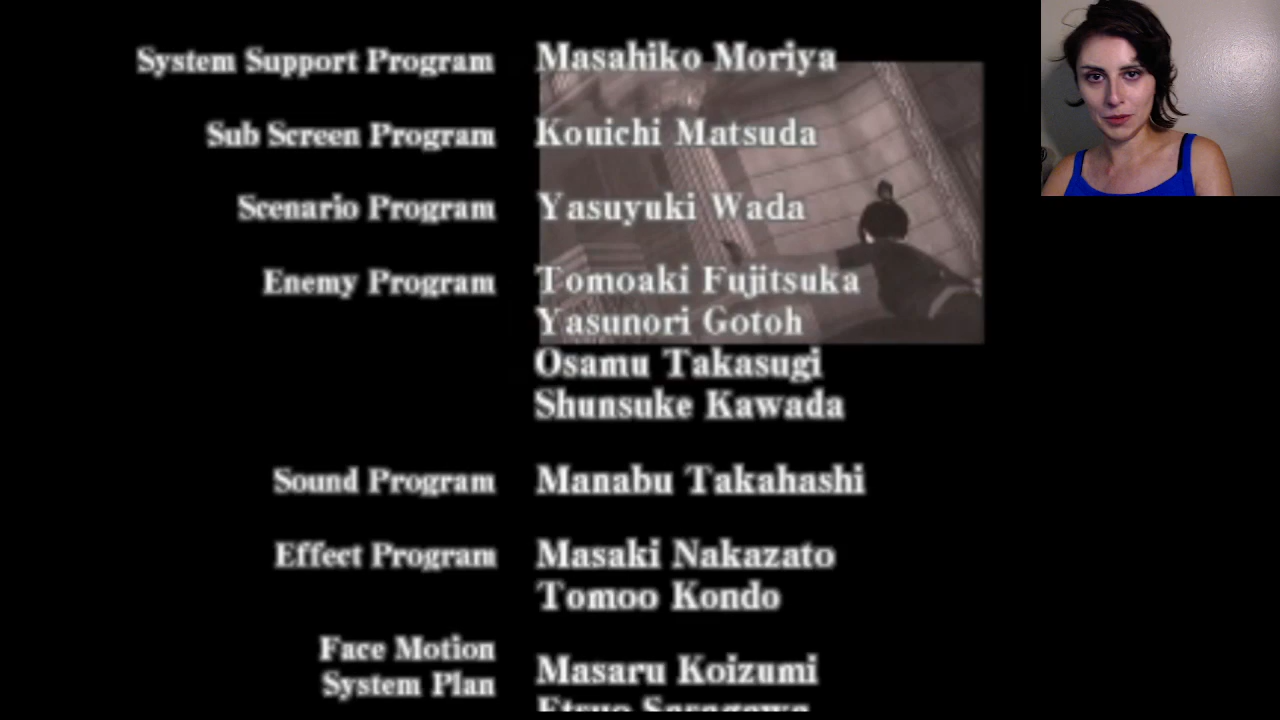 System Support Program Masahiko Moriya
Sub Screen Program Kouichi Matsuda
Scenario Program Yasuyuki Wada
Enemy Program Tomoaki Fujitsuka
Yasunori Gotoh
Osamu Takasugi
Shunsuke Kawada
Sound Program Manabu Takahashi
Effect Program Masaki Nakazato
Tomoo Kondo
Face Motion
System Plan Masaru Koizumi